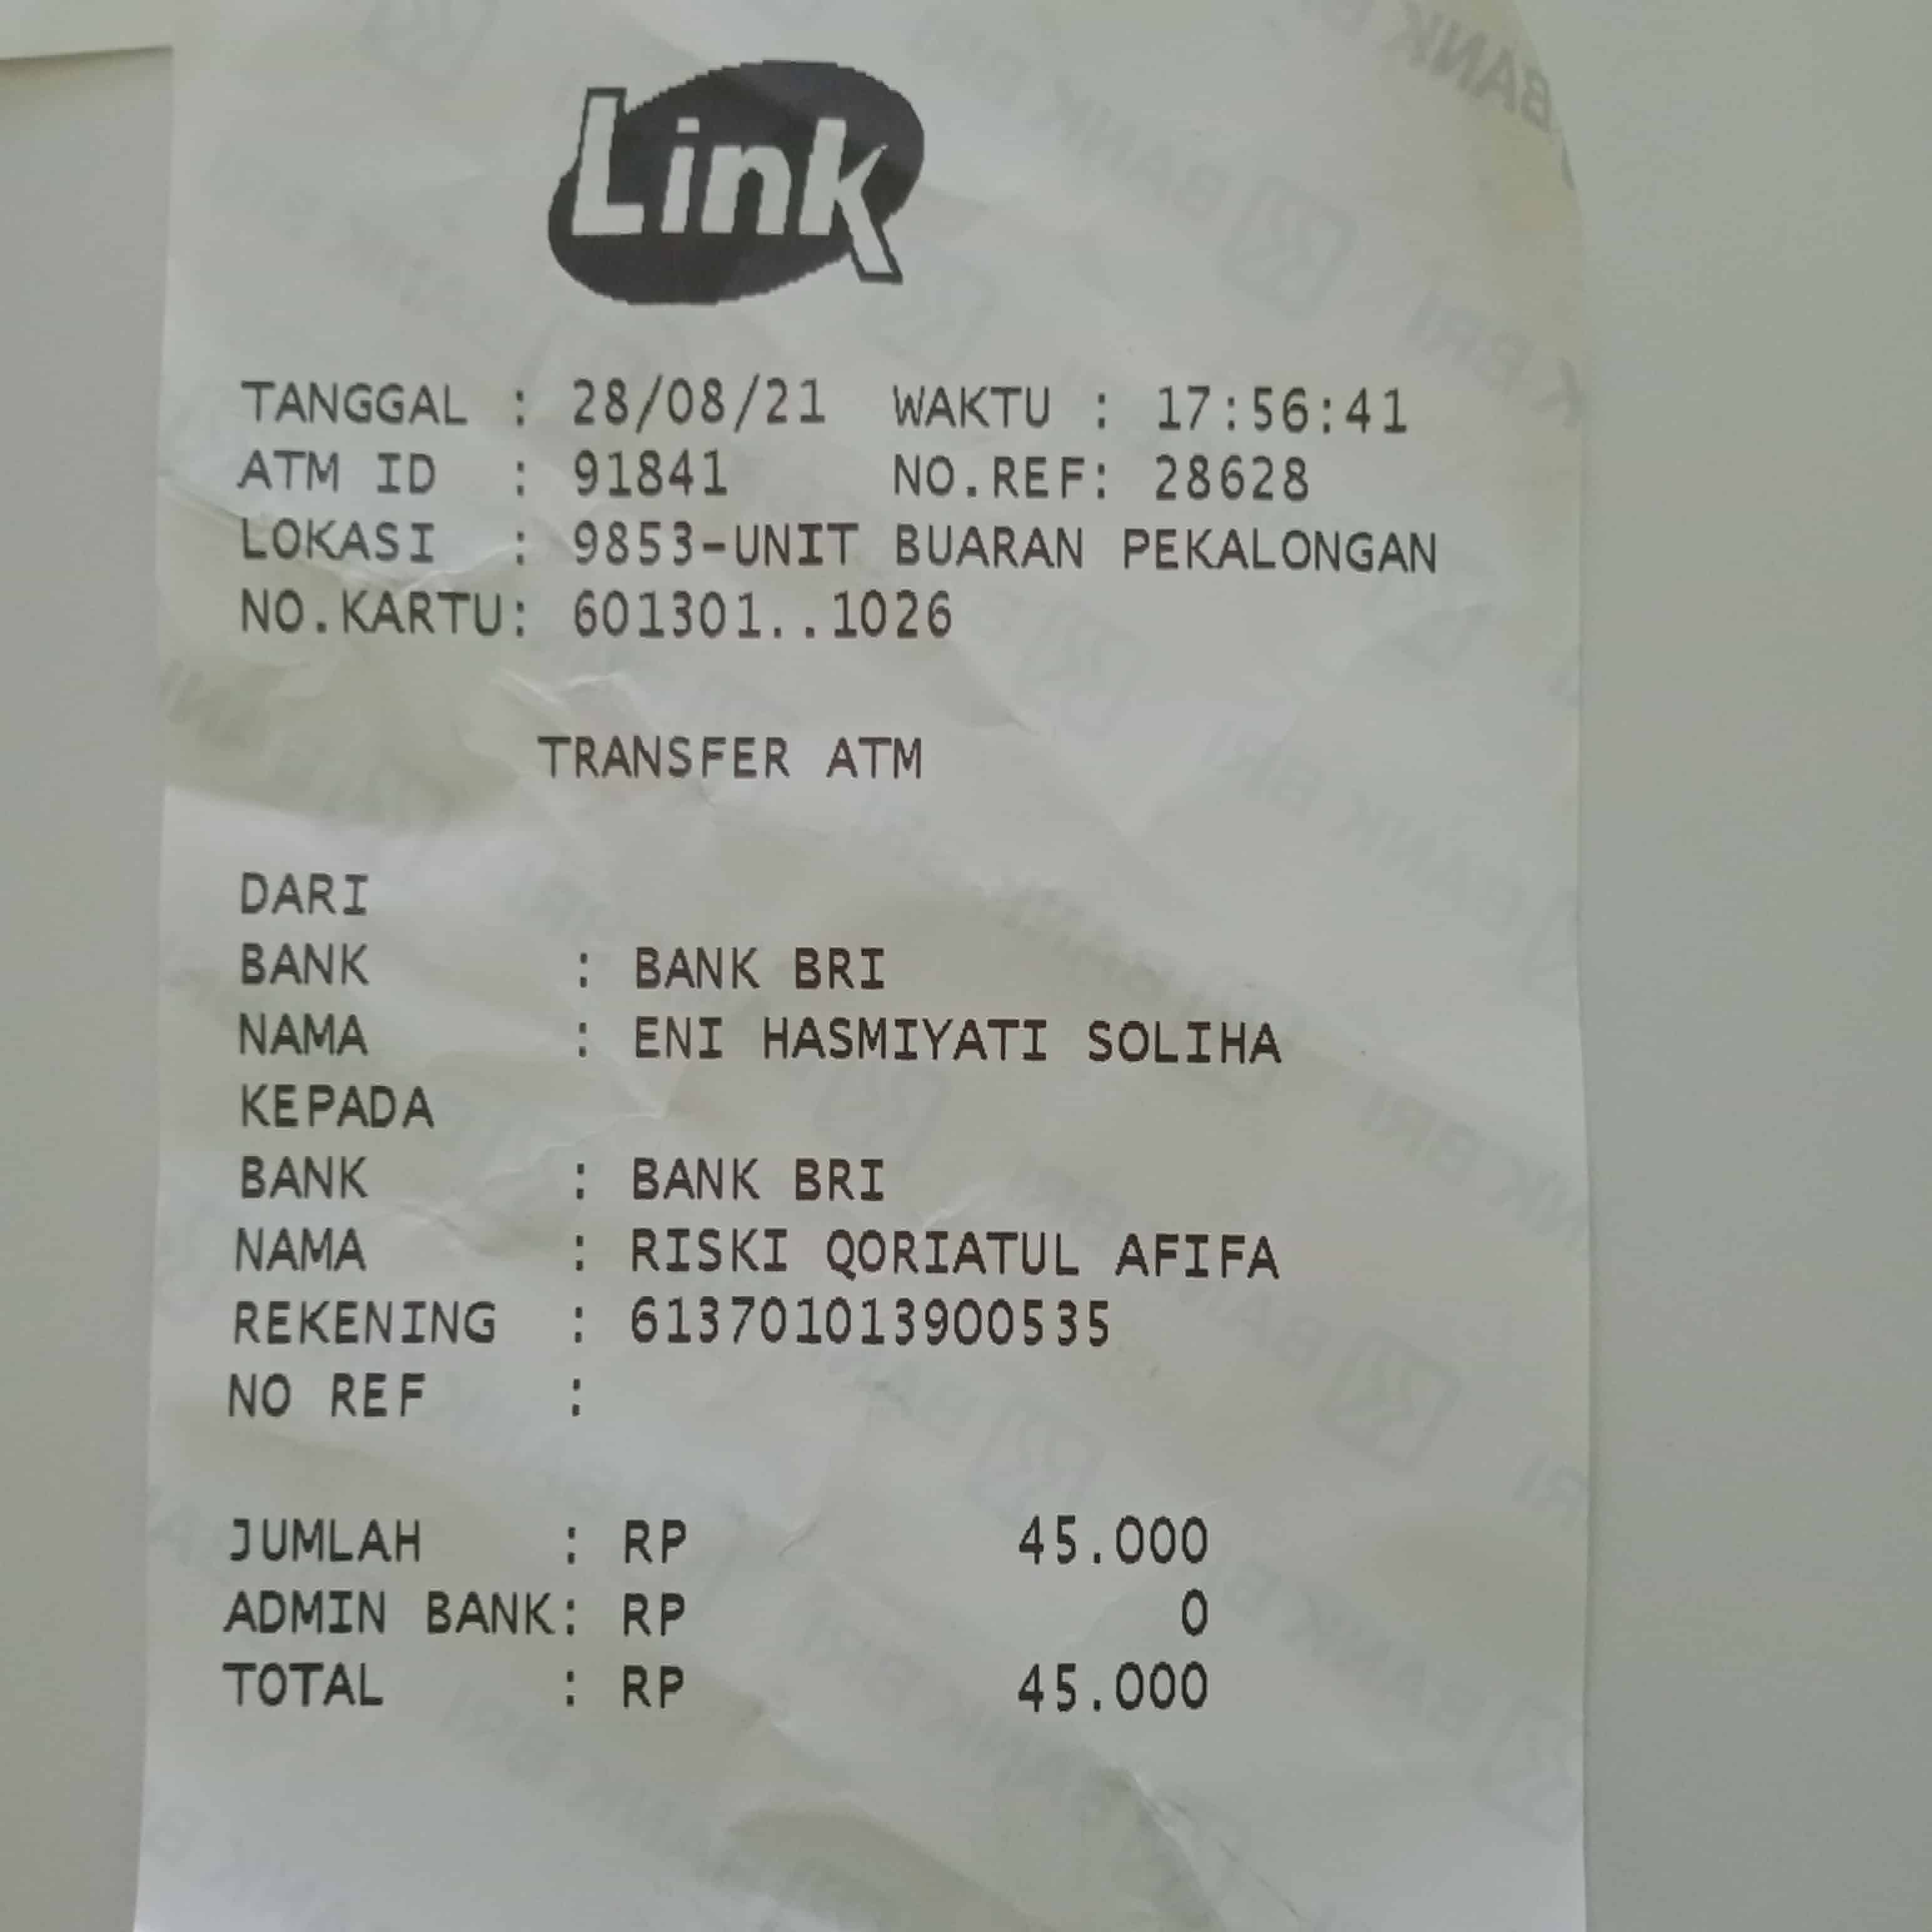 Link
TANGGAL : 28/08/21 WAKTU : 17:56:41
ATM ID : 91841 NO.REF: 28628
LOKASI : 9853-UNIT BUARAN PEKALONGAN
NO.KARTU: 601301..1026
TRANSFER ATM
DARI
BANK : BANK BRI
NAMA : ENI HASMIYATI SOLIHA
KEPADA
BANK : BANK BRI
NAMA : RISKI QORIATUL AFIFA
REKENING : 613701013900535
NO REF :
JUMLAH : RP 45.000
ADMIN BANK: RP 0
TOTAL : RP 45.000